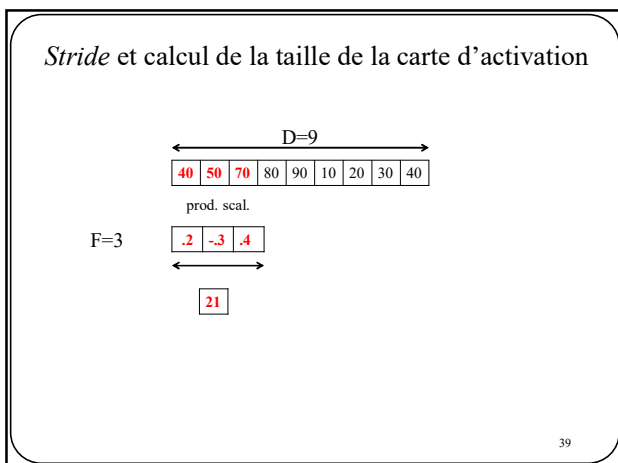 Stride et calcul de la taille de la carte d’activation
D=9
40 50 70 80 90 10 20 30 40
prod. scal.
F=3
.2 -.3 .4
21
39